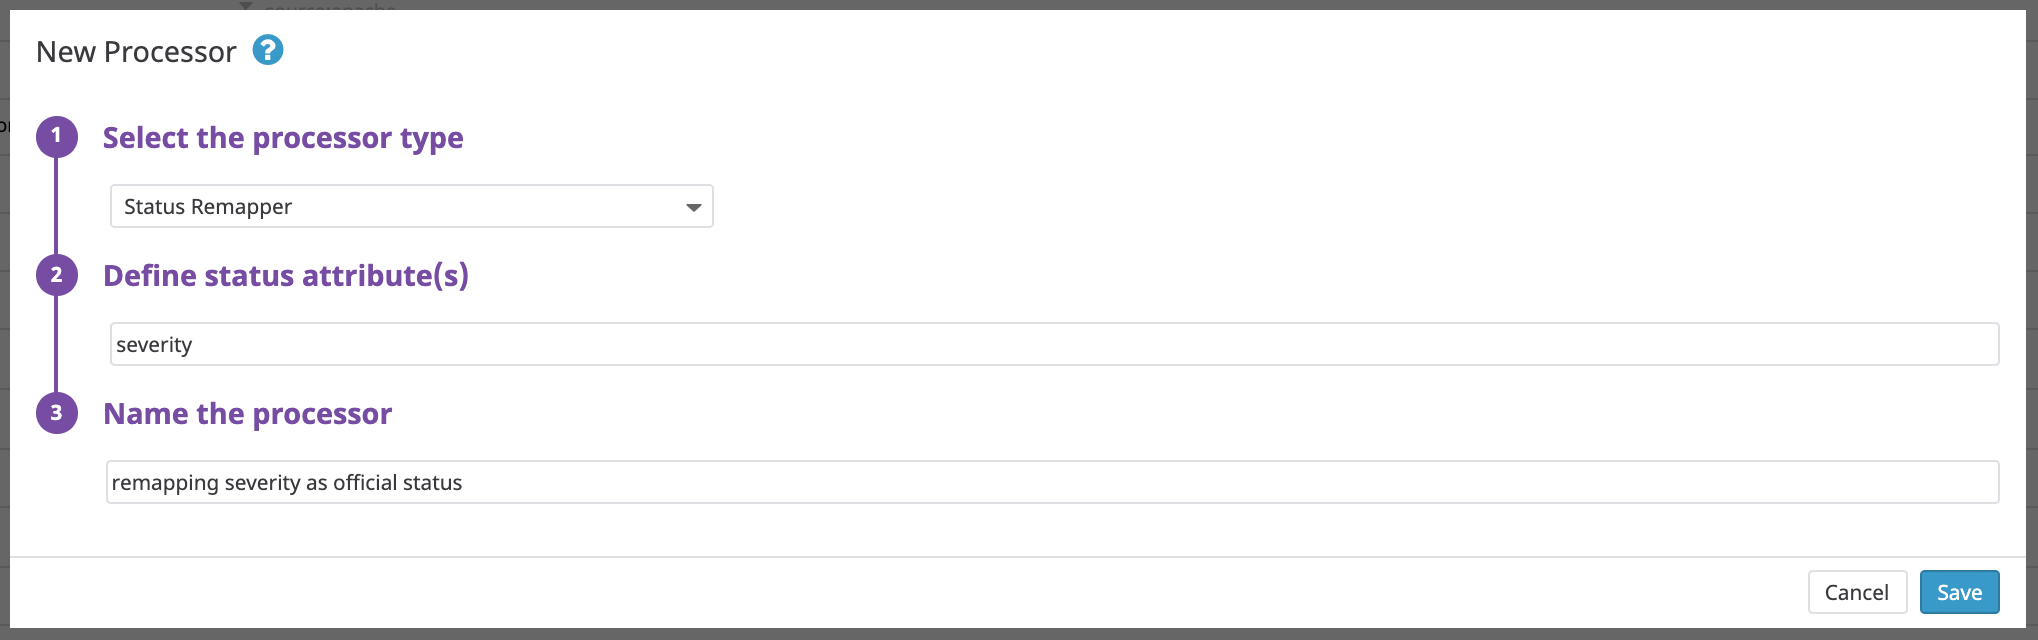 New Processor ?
1 Select the processor type
Status Remapper
2 Define status attribute(s)
severity
3 Name the processor
remapping severity as official status
Cancel Save